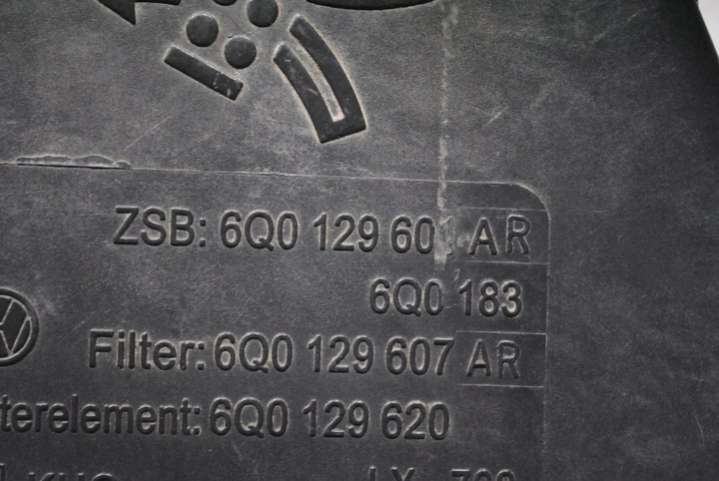 ZSB: 6Q0 129 601 AR
6Q0 183
Filter: 6Q0 129 607 AR
terelement: 6Q0 129 620